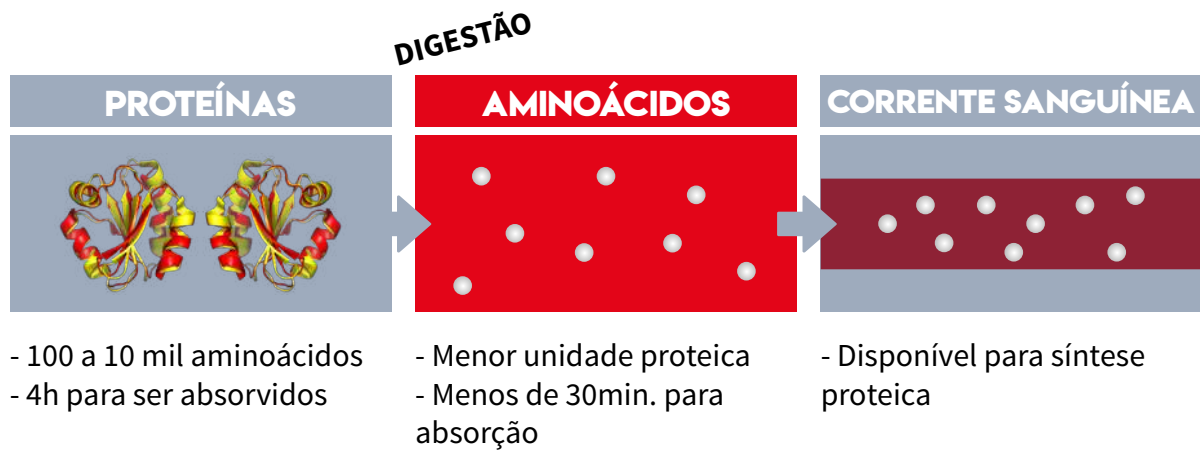 DIGESTÃO
PROTEÍNAS
- 100 a 10 mil aminoácidos
- 4h para ser absorvidos
AMINOÁCIDOS
- Menor unidade proteica
- Menos de 30min. para
absorção
CORRENTE SANGUÍNEA
- Disponível para síntese
proteica